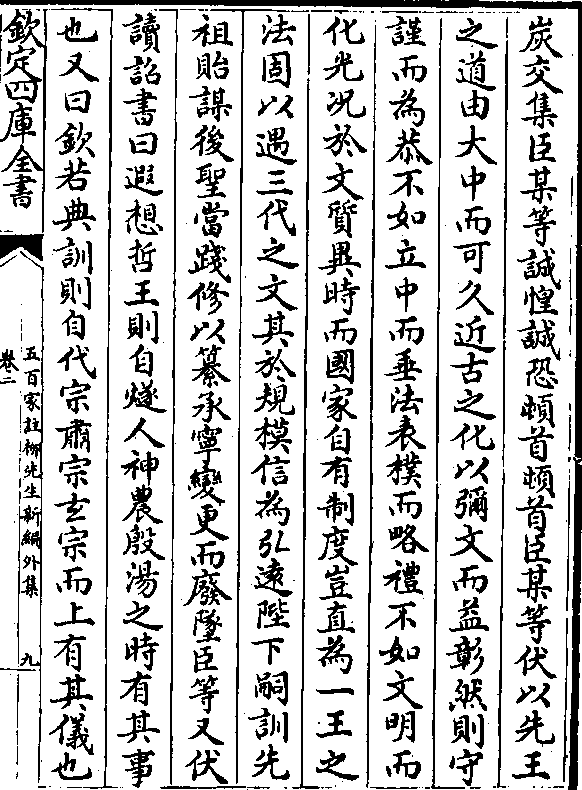 炭交集臣某等誠惶誠恐頓首頓首臣某等伏以先王
之道由大中而可久近古之化以彌文而益彰然則守
謹而為恭不如立中而垂法表樸而略禮不如文明而
化光况於文質異時而國家自有制度豈直為一王之
法固以遇三代之文其於規模信為弘遠陛下嗣訓先
祖貽謀後聖當踐修以纂承寧變更而廢墜臣等又伏
讀詔書曰遐想哲王則自燧人神農殷湯之時有其事
也又曰欽若典訓則自代宗肅宗玄宗而上有其儀也
欽定四庫全書
五百家註柳先生新編外集
卷二
九